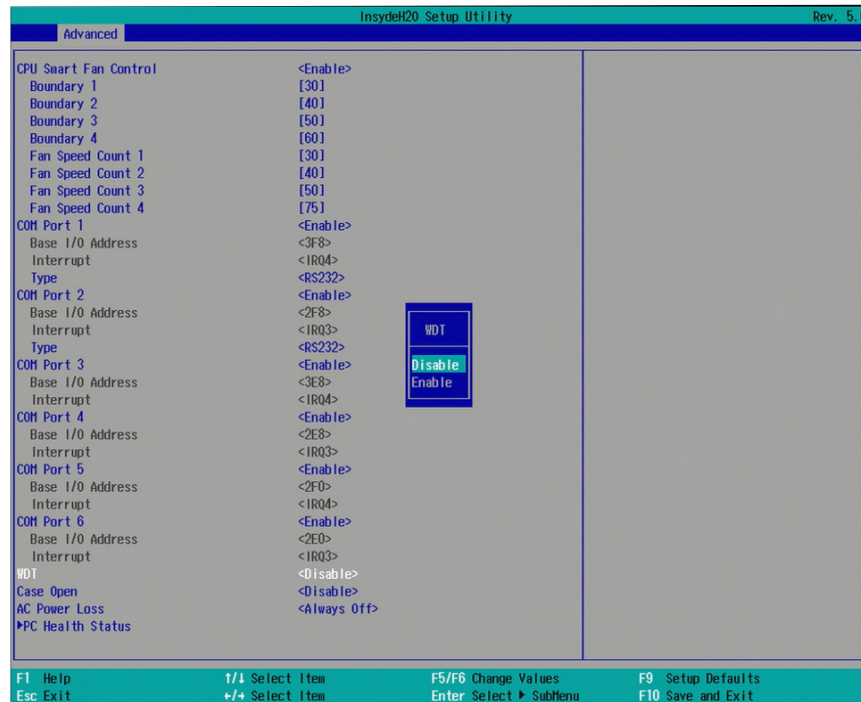 InsydeH20 Setup Utility Rev. 5.
Advanced
CPU Smart Fan Control <Enable>
Boundary 1 [30]
Boundary 2 [40]
Boundary 3 [50]
Boundary 4 [60]
Fan Speed Count 1 [30]
Fan Speed Count 2 [40]
Fan Speed Count 3 [50]
Fan Speed Count 4 [75]
COM Port 1 <Enable>
Base I/O Address <3F8>
Interrupt <IRQ4>
Type <RS232>
COM Port 2 <Enable>
Base I/O Address <2F8>
Interrupt <IRQ3>
Type <RS232>
COM Port 3 <Enable>
Base I/O Address <3E8>
Interrupt <IRQ4>
COM Port 4 <Enable>
Base I/O Address <2E8>
Interrupt <IRQ3>
COM Port 5 <Enable>
Base I/O Address <2F0>
Interrupt <IRQ4>
COM Port 6 <Enable>
Base I/O Address <2E0>
Interrupt <IRQ3>
WDT <Disable>
Case Open <Disable>
AC Power Loss <Always Off>
▶PC Health Status
WDT
Disable
Enable
F1 Help ↑/↓ Select Item F5/F6 Change Values F9 Setup Defaults
Esc Exit ←/→ Select Item Enter Select ▶ SubMenu F10 Save and Exit